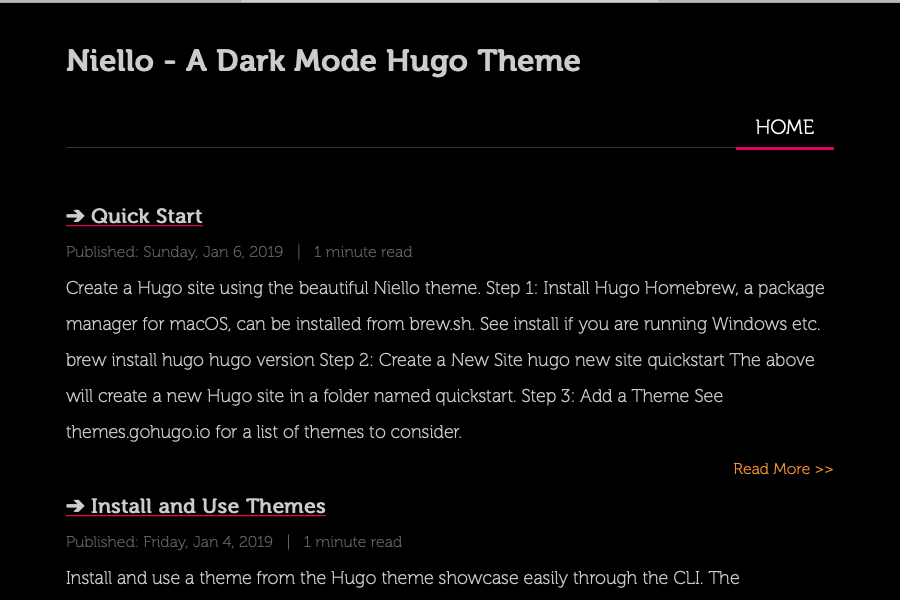 Niello - A Dark Mode Hugo Theme
HOME
➔ Quick Start
Published: Sunday, Jan 6, 2019 | 1 minute read
Create a Hugo site using the beautiful Niello theme. Step 1: Install Hugo Homebrew, a package
manager for macOS, can be installed from brew.sh. See install if you are running Windows etc.
brew install hugo hugo version Step 2: Create a New Site hugo new site quickstart The above
will create a new Hugo site in a folder named quickstart. Step 3: Add a Theme See
themes.gohugo.io for a list of themes to consider.
Read More >>
➔ Install and Use Themes
Published: Friday, Jan 4, 2019 | 1 minute read
Install and use a theme from the Hugo theme showcase easily through the CLI. The